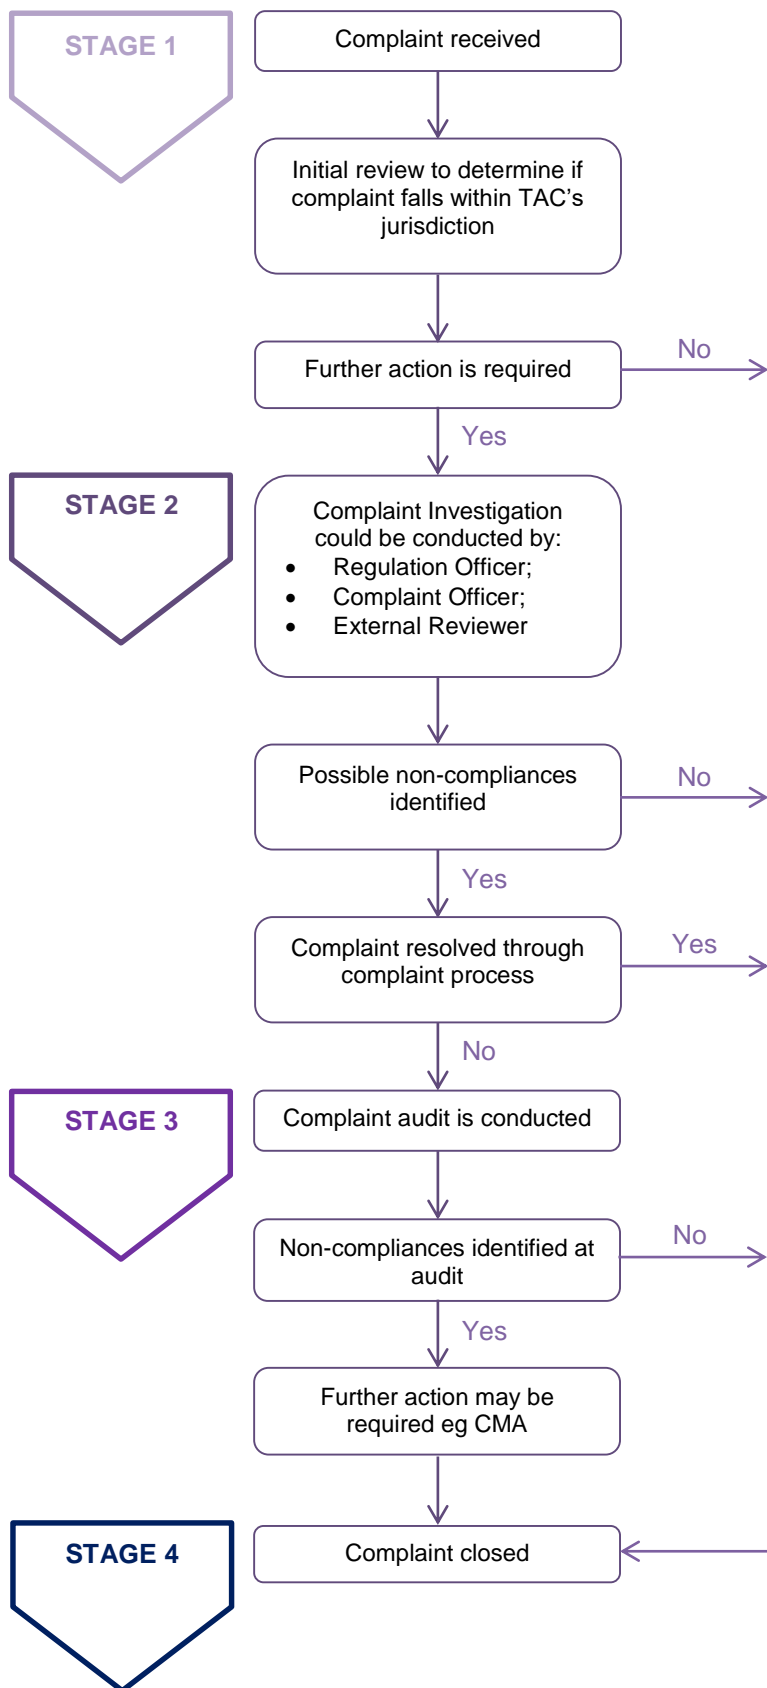 STAGE 1
Complaint received
Initial review to determine if
complaint falls within TAC’s
jurisdiction
Further action is required
No
Yes
STAGE 2
Complaint Investigation
could be conducted by:
• Regulation Officer;
• Complaint Officer;
• External Reviewer
Possible non-compliances
identified
No
Yes
Complaint resolved through
complaint process
Yes
No
STAGE 3
Complaint audit is conducted
Non-compliances identified at
audit
No
Yes
Further action may be
required eg CMA
STAGE 4
Complaint closed